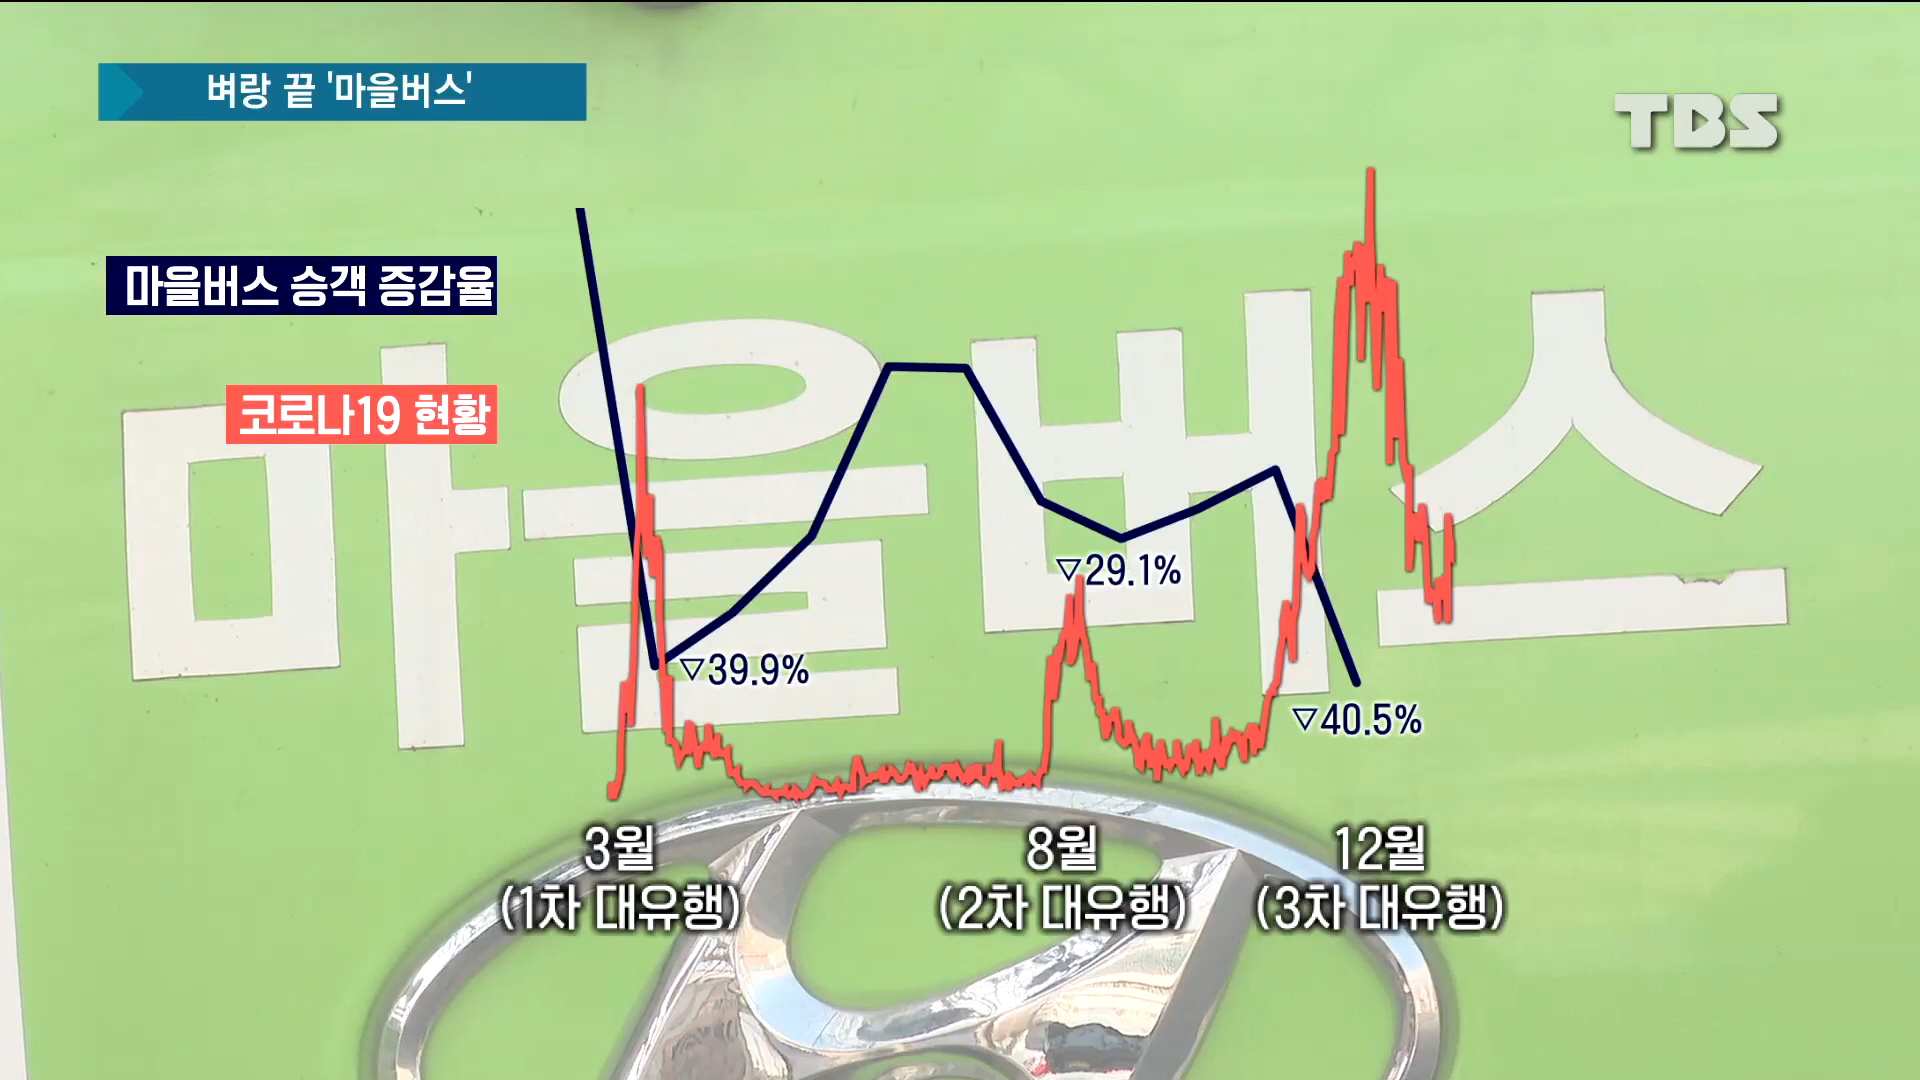 벼랑 끝 '마을버스'
TBS
마을버스 승객 증감율
코로나19 현황
마을버스
▽29.1%
▽39.9%
▽40.5%
3월
(1차 대유행)
8월
(2차 대유행)
12월
(3차 대유행)